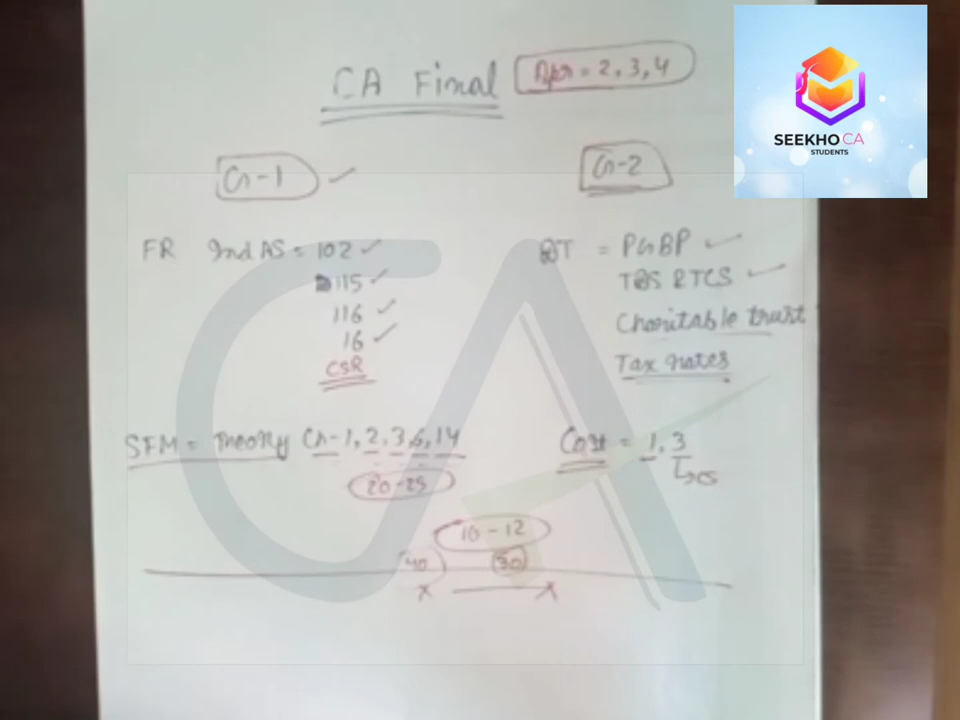 CA Final Apr = 2, 3, 4
SEEKHO CA
STUDENTS
G-1
G-2
FR Ind AS = 102
115
116
16
CSR
DT = PGBP
TDS & TCS
Charitable trust
Tax rates
SFM = Theory Ch-1, 2, 3, 6, 14
20-25
Cost = 1, 3
CS
10-12
40 30
CA